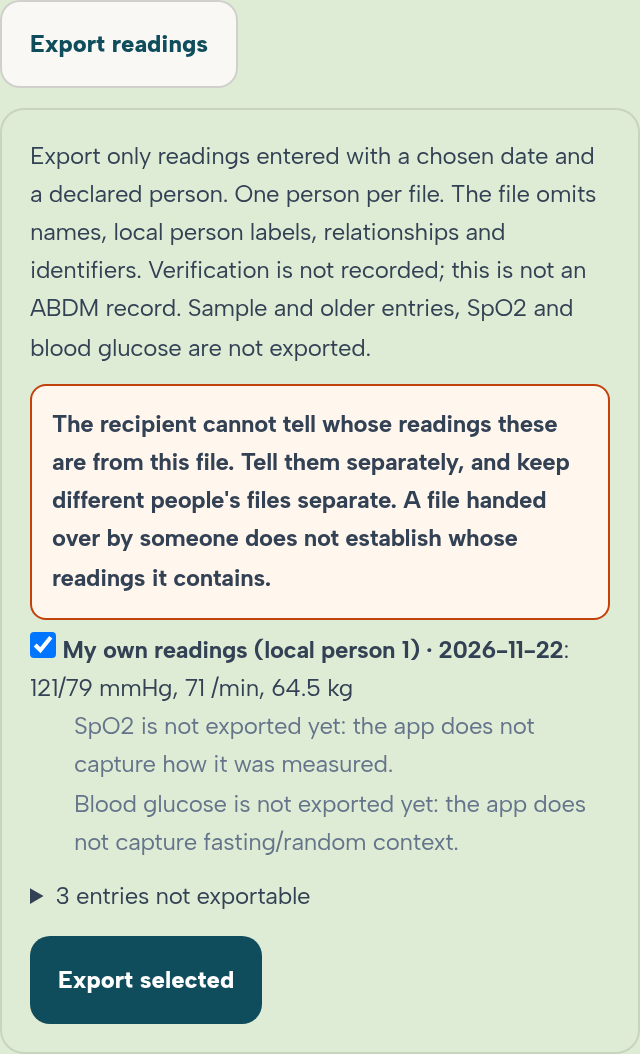 Export readings
Export only readings entered with a chosen date and
a declared person. One person per file. The file omits
names, local person labels, relationships and
identifiers. Verification is not recorded; this is not an
ABDM record. Sample and older entries, SpO2 and
blood glucose are not exported.
The recipient cannot tell whose readings these
are from this file. Tell them separately, and keep
different people's files separate. A file handed
over by someone does not establish whose
readings it contains.
My own readings (local person 1) · 2026-11-22:
121/79 mmHg, 71 /min, 64.5 kg
SpO2 is not exported yet: the app does not
capture how it was measured.
Blood glucose is not exported yet: the app does
not capture fasting/random context.
3 entries not exportable
Export selected